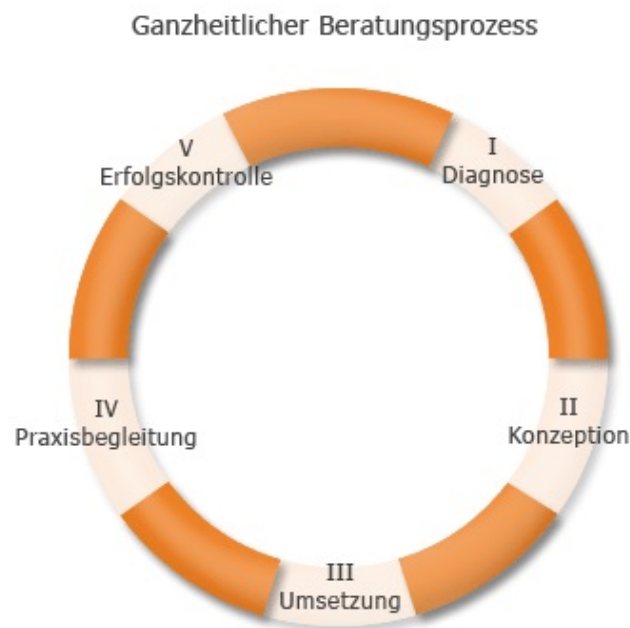 Ganzheitlicher Beratungsprozess
I
Diagnose
II
Konzeption
III
Umsetzung
IV
Praxisbegleitung
V
Erfolgskontrolle